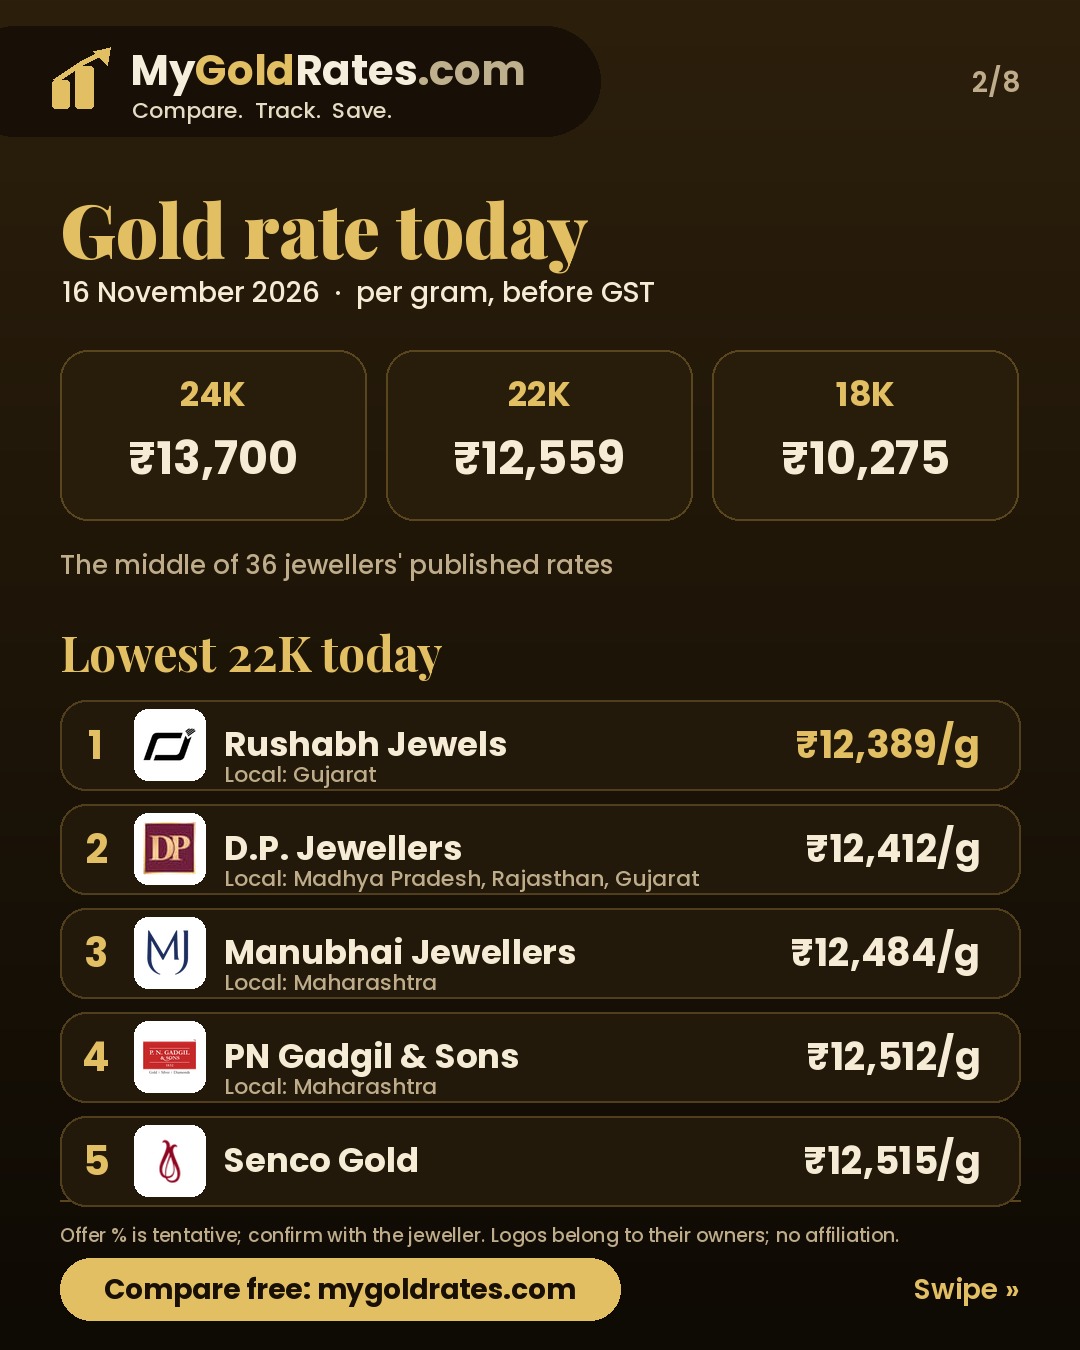 MyGoldRates.com
2/8
Compare. Track. Save.
Gold rate today
16 November 2026 · per gram, before GST
24K
₹13,700
22K
₹12,559
18K
₹10,275
The middle of 36 jewellers' published rates
Lowest 22K today
1
Rushabh Jewels
Local: Gujarat
₹12,389/g
2
DP
D.P. Jewellers
Local: Madhya Pradesh, Rajasthan, Gujarat
₹12,412/g
3
MJ
Manubhai Jewellers
Local: Maharashtra
₹12,484/g
4
P. N. GADGIL
& SONS
PN Gadgil & Sons
Local: Maharashtra
₹12,512/g
5
Senco Gold
₹12,515/g
Offer % is tentative; confirm with the jeweller. Logos belong to their owners; no affiliation.
Compare free: mygoldrates.com
Swipe »